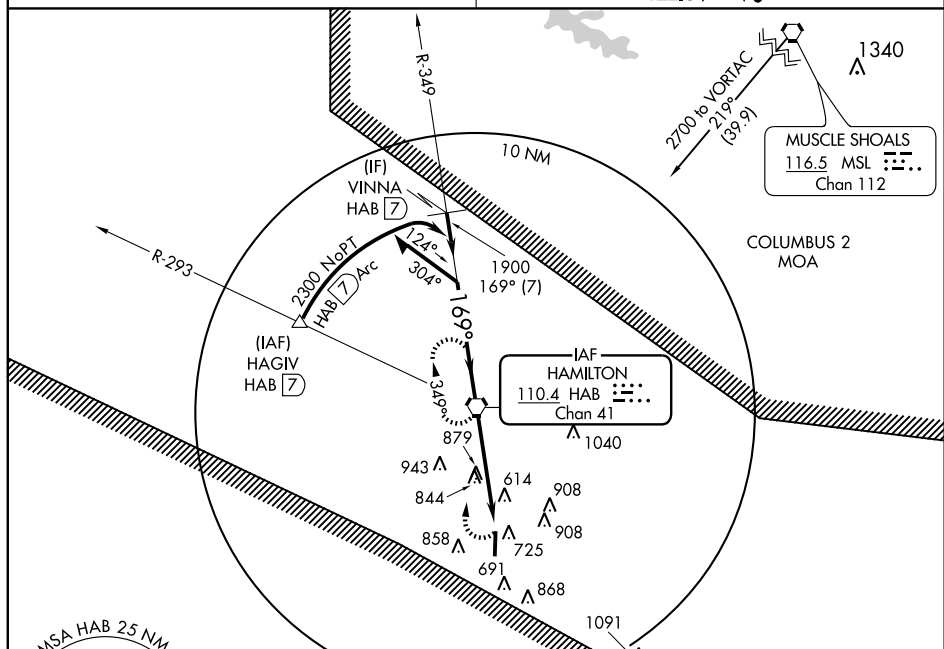 R-349
1340
2700 to VORTAC
219°
(39.9)
MUSCLE SHOALS
116.5 MSL
Chan 112
10 NM
(IF)
VINNA
HAB 7
COLUMBUS 2
MOA
R-293
2300 NoPT
HAB 7 Arc
124°
304°
1900
169° (7)
169°
(IAF)
HAGIV
HAB 7
349°
IAF
HAMILTON
110.4 HAB
Chan 41
1040
879
943
844
614
908
908
858
725
691
868
1091
MSA HAB 25 NM